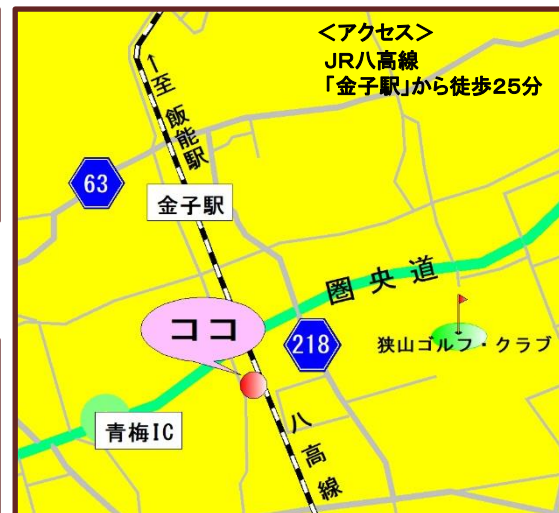 ＜アクセス＞
JR八高線
「金子駅」から徒歩25分
←至 飯能駅
63
金子駅
圏央道
ココ
218
狭山ゴルフ・クラブ
青梅IC
八高線